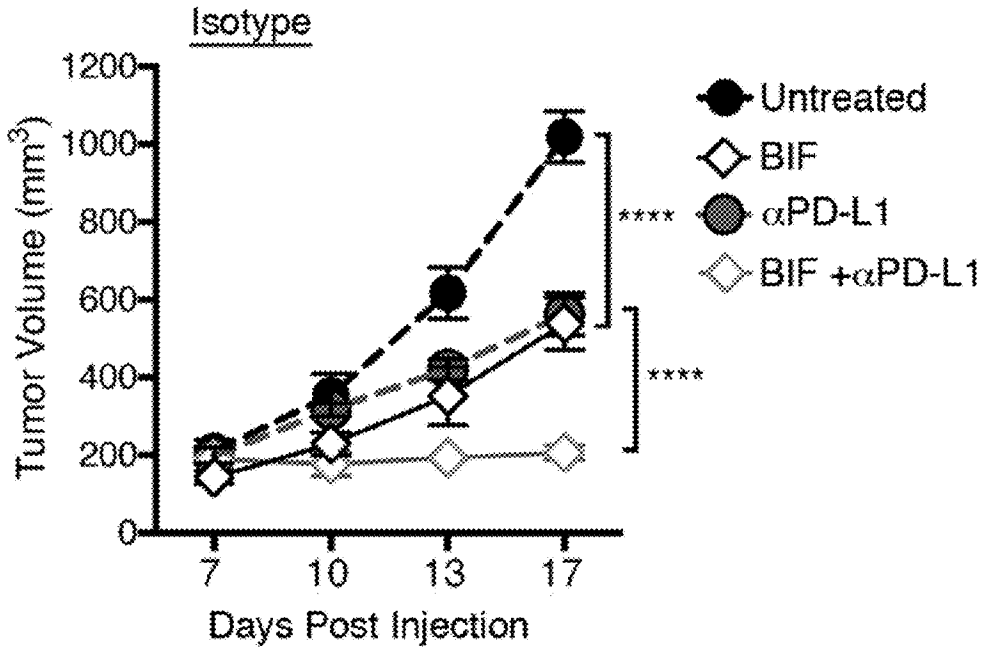 Isotype
1200
1000
800
600
400
200
0
Tumor Volume (mm³)
7 10 13 17
Days Post Injection
****
****
Untreated
BIF
αPD-L1
BIF +αPD-L1